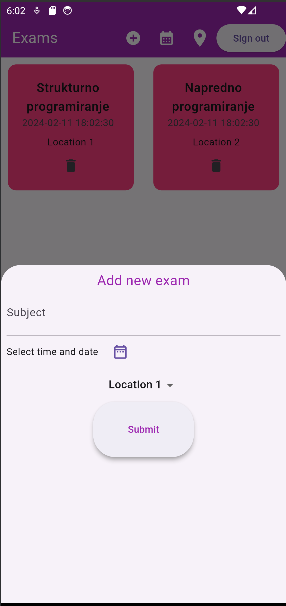 6:02
Exams
Sign out
Strukturno
programiranje
2024-02-11 18:02:30
Location 1
Napredno
programiranje
2024-02-11 18:02:30
Location 2
Add new exam
Subject
Select time and date
Location 1
Submit